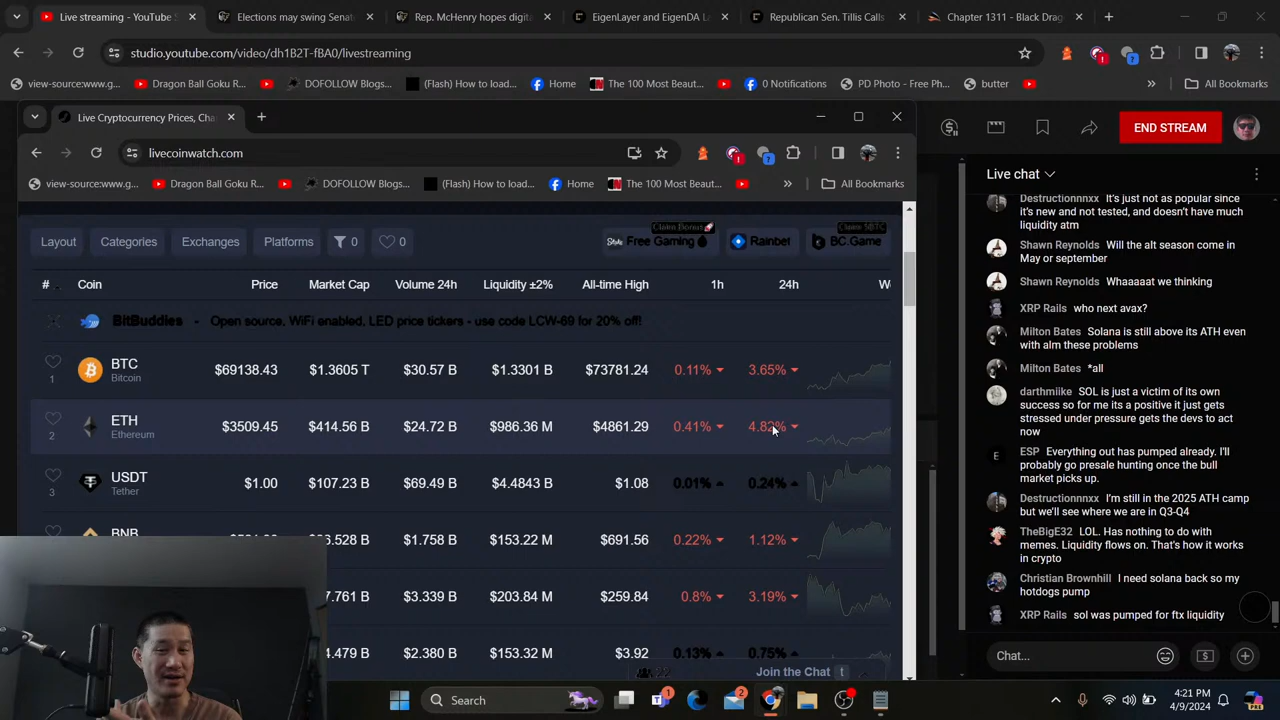 Live streaming - YouTube S
Elections may swing Senat
Rep. McHenry hopes digita
EigenLayer and EigenDA L
Republican Sen. Tillis Calls
Chapter 1311 - Black Drag
studio.youtube.com/video/dh1B2T-fBA0/livestreaming
view-source:www.g...
Dragon Ball Goku R...
DOFOLLOW Blogs...
(Flash) How to load...
Home
The 100 Most Beaut...
0 Notifications
PD Photo - Free Ph...
butter
All Bookmarks
Live Cryptocurrency Prices, Cha
livecoinwatch.com
view-source:www.g...
Dragon Ball Goku R...
DOFOLLOW Blogs...
(Flash) How to load...
Home
The 100 Most Beaut...
All Bookmarks
END STREAM
Layout Categories Exchanges Platforms 0 0
Claim Bonus
Free Gaming
Rainbet
Claim 5BTC
BC.Game
# Coin Price Market Cap Volume 24h Liquidity ±2% All-time High 1h 24h We
BitBuddies - Open source, WiFi enabled, LED price tickers - use code LCW-69 for 20% off!
1 BTC Bitcoin $69138.43 $1.3605 T $30.57 B $1.3301 B $73781.24 0.11% 3.65%
2 ETH Ethereum $3509.45 $414.56 B $24.72 B $986.36 M $4861.29 0.41% 4.82%
3 USDT Tether $1.00 $107.23 B $69.49 B $4.4843 B $1.08 0.01% 0.24%
BNB $1.758 B $153.22 M $691.56 0.22% 1.12%
$3.339 B $203.84 M $259.84 0.8% 3.19%
$2.380 B $153.32 M $3.92 0.13% 0.75%
Join the Chat t
Live chat
Destructionnnxx It's just not as popular since
it's new and not tested, and doesn't have much
liquidity atm
Shawn Reynolds Will the alt season come in
May or september
Shawn Reynolds Whaaaaat we thinking
XRP Rails who next avax?
Milton Bates Solana is still above its ATH even
with alm these problems
Milton Bates *all
darthmiike SOL is just a victim of its own
success so for me its a positive it just gets
stressed under pressure gets the devs to act
now
E ESP Everything out has pumped already. I'll
probably go presale hunting once the bull
market picks up.
Destructionnnxx I'm still in the 2025 ATH camp
but we'll see where we are in Q3-Q4
TheBigE32 LOL. Has nothing to do with
memes. Liquidity flows on. That's how it works
in crypto
Christian Brownhill I need solana back so my
hotdogs pump
XRP Rails sol was pumped for ftx liquidity
Chat...
Search
1
2
4:21 PM
4/9/2024